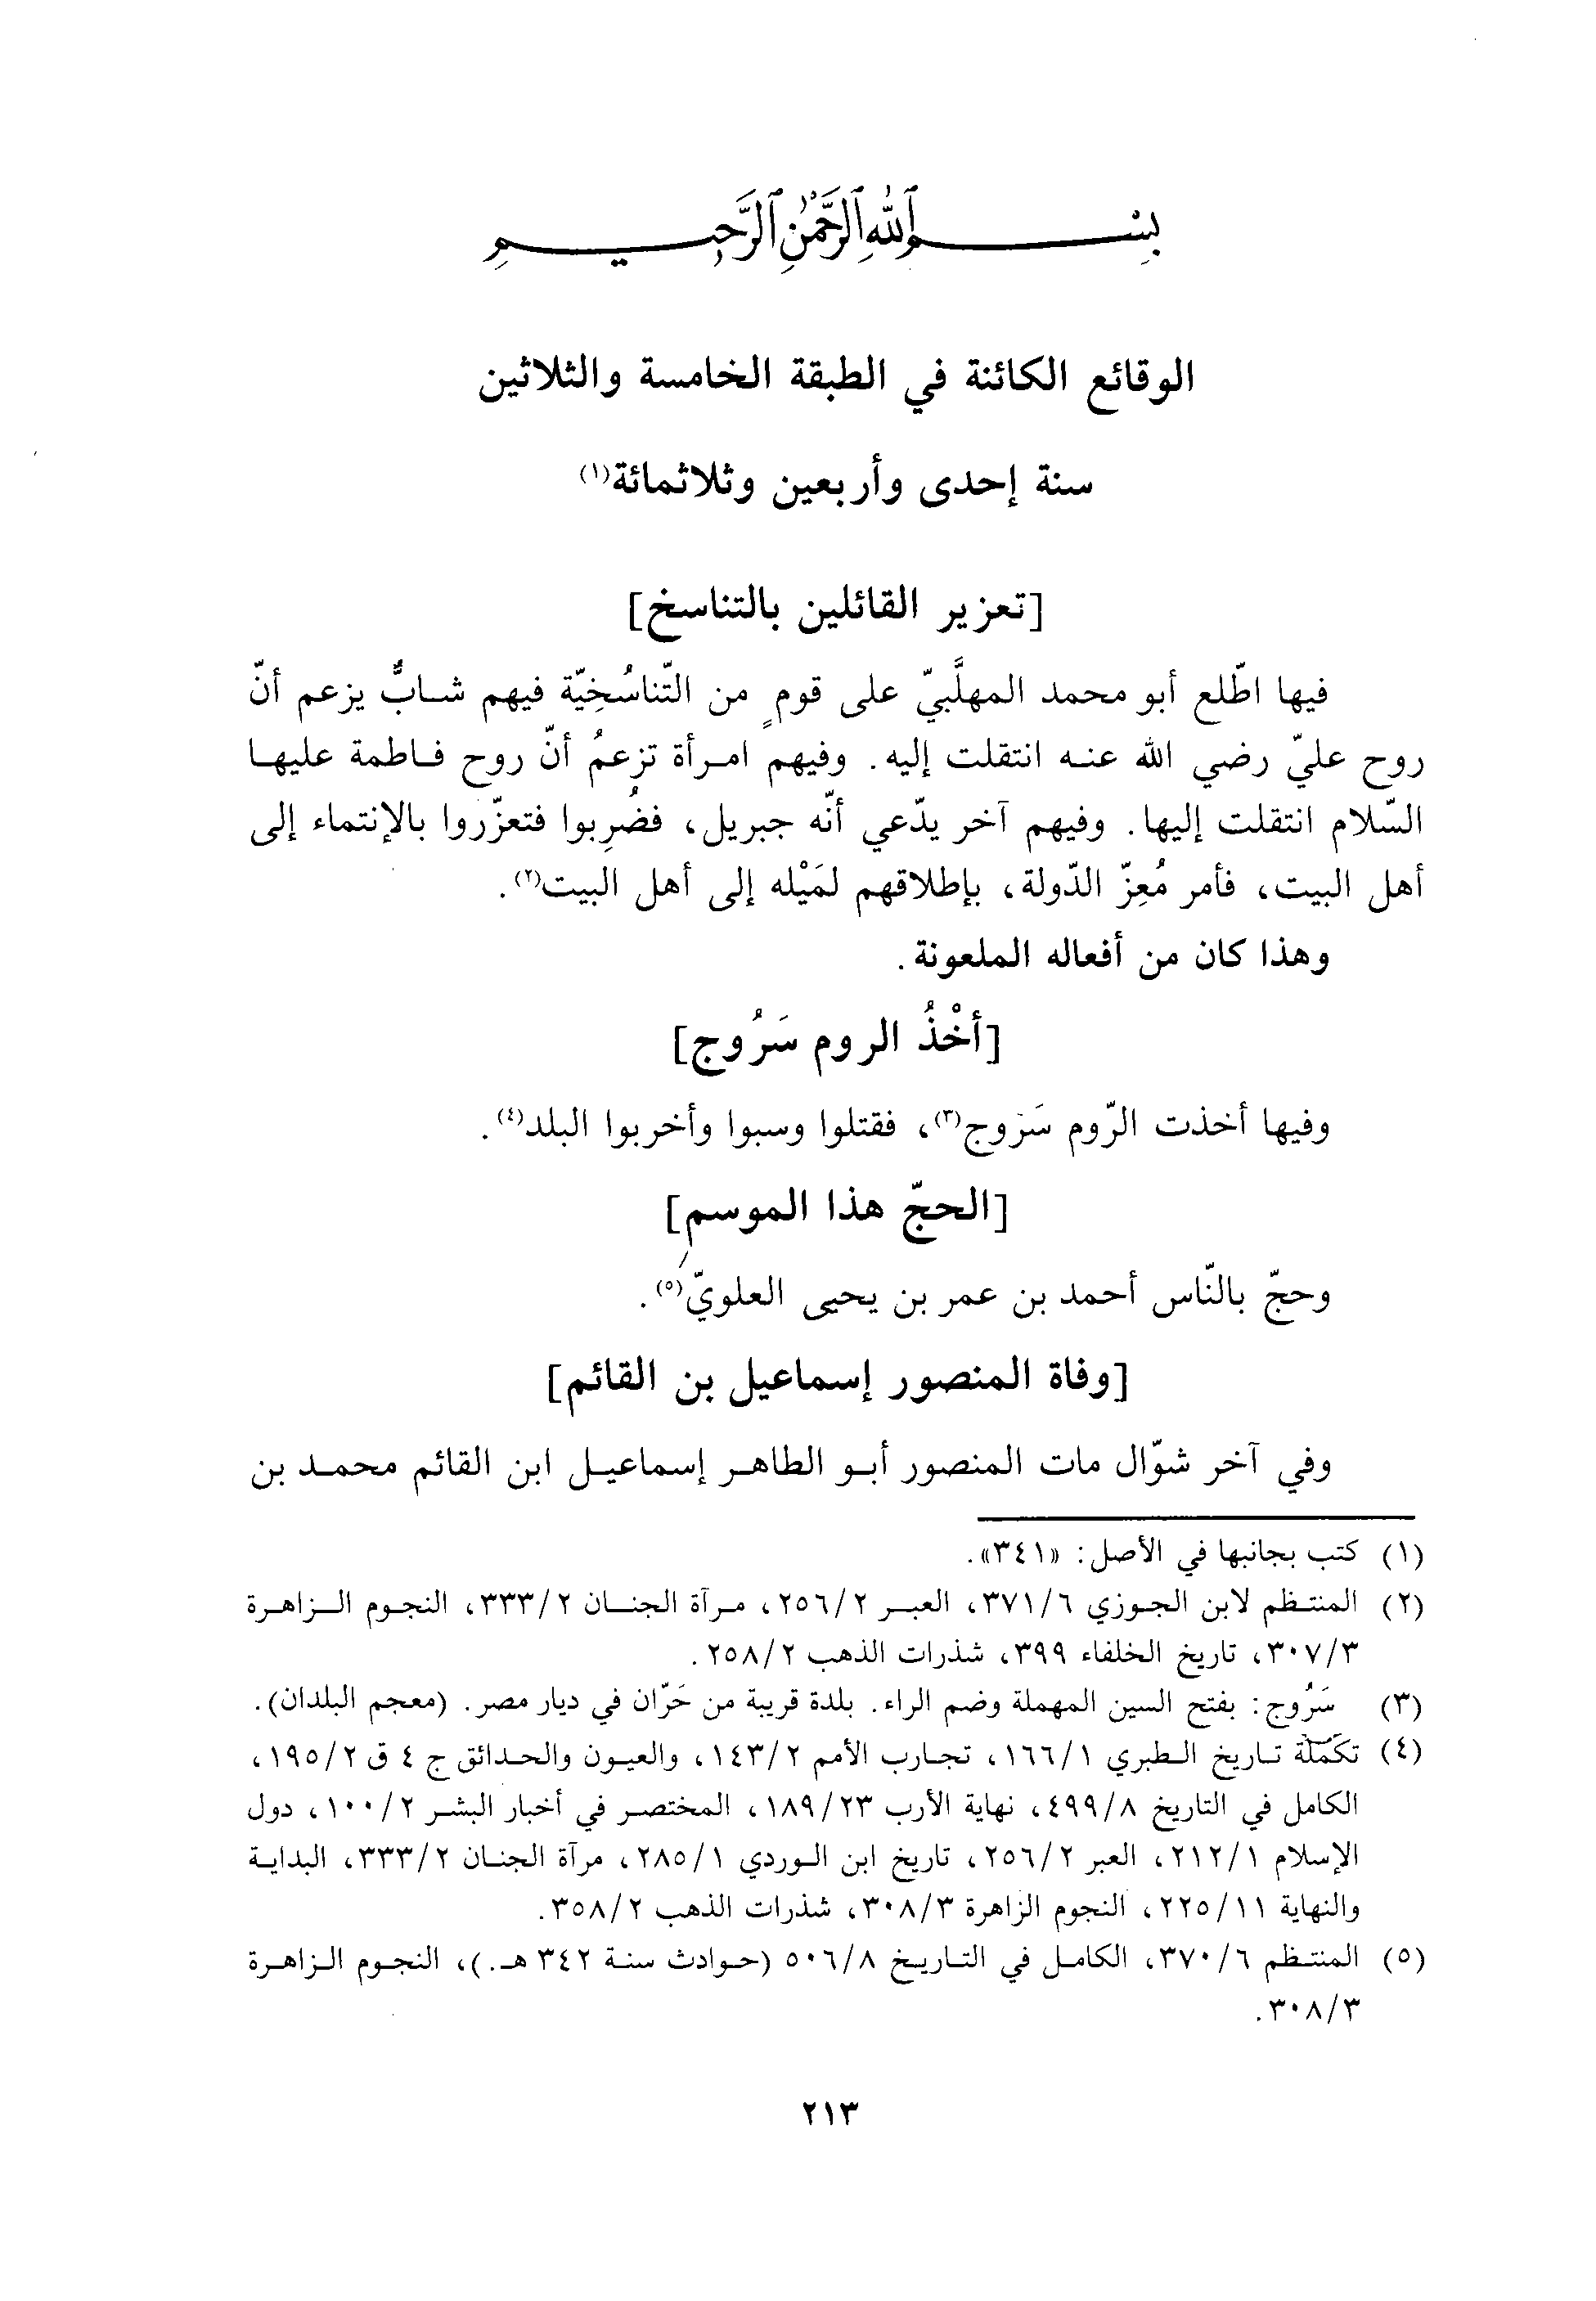 بسم ٱلله ٱلرَّحْمٰنِ ٱلرَّحِيمِ
الوقائع الكائنة في الطبقة الخامسة والثلاثين
سنة إحدى وأربعين وثلاثمائة(١)
[تعزير القائلين بالتناسخ]
فيها اطّلع أبو محمد المهلَّبيّ على قومٍ من التّناسُخِيّة فيهم شابٌّ يزعم أنّ
روح عليّ رضي الله عنه انتقلت إليه. وفيهم امرأة تزعمُ أنّ روح فاطمة عليها
السّلام انتقلت إليها. وفيهم آخر يدّعي أنّه جبريل، فضُرِبوا فتعزّروا بالإنتماء إلى
أهل البيت، فأمر مُعِزّ الدّولة، بإطلاقهم لمَيْله إلى أهل البيت(٢).
وهذا كان من أفعاله الملعونة.
[أخْذُ الروم سَرُوج]
وفيها أخذت الرّوم سَروج(٣)، فقتلوا وسبوا وأخربوا البلد(٤).
[الحجّ هذا الموسم]
وحجّ بالنّاس أحمد بن عمر بن يحيى العلويّ(٥).
[وفاة المنصور إسماعيل بن القائم]
وفي آخر شوّال مات المنصور أبو الطاهر إسماعيل ابن القائم محمد بن
(١) كتب بجانبها في الأصل: «٣٤١».
(٢) المنتظم لابن الجوزي ٣٧١/٦، العبر ٢٥٦/٢، مرآة الجنان ٣٣٣/٢، النجوم الزاهرة
٣٠٧/٣، تاريخ الخلفاء ٣٩٩، شذرات الذهب ٢٥٨/٢.
(٣) سَرُوج: بفتح السين المهملة وضم الراء. بلدة قريبة من حَرّان في ديار مصر. (معجم البلدان).
(٤) تكملة تاريخ الطبري ١٦٦/١، تجارب الأمم ١٤٣/٢، والعيون والحدائق ج ٤ ق ١٩٥/٢،
الكامل في التاريخ ٤٩٩/٨، نهاية الأرب ١٨٩/٢٣، المختصر في أخبار البشر ١٠٠/٢، دول
الإسلام ٢١٢/١، العبر ٢٥٦/٢، تاريخ ابن الوردي ٢٨٥/١، مرآة الجنان ٣٣٣/٢، البداية
والنهاية ٢٢٥/١١، النجوم الزاهرة ٣٠٨/٣، شذرات الذهب ٣٥٨/٢.
(٥) المنتظم ٣٧٠/٦، الكامل في التاريخ ٥٠٦/٨ (حوادث سنة ٣٤٢ هـ.)، النجوم الزاهرة
٣٠٨/٣.
٢١٣